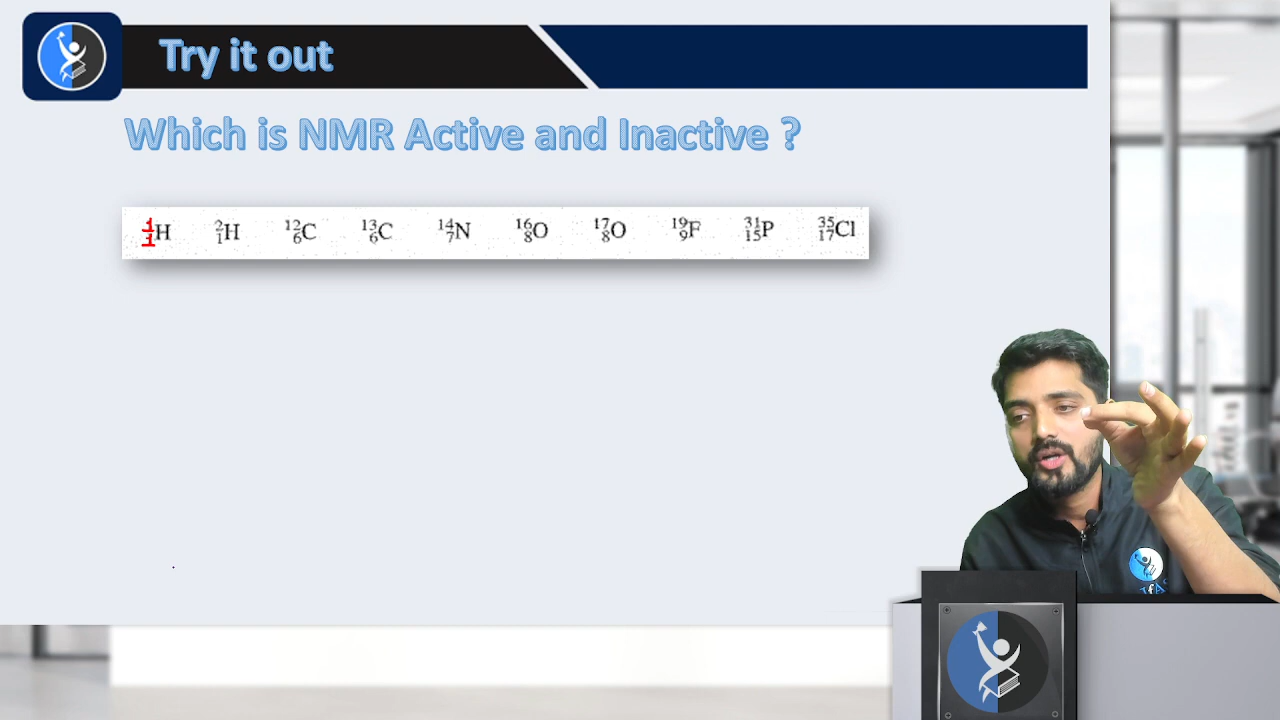 Try it out
Which is NMR Active and Inactive ?
¹₁H ²₁H ¹²₆C ¹³₆C ¹⁴₇N ¹⁶₈O ¹⁷₈O ¹⁹₉F ³¹₁₅P ³⁵₁₇Cl